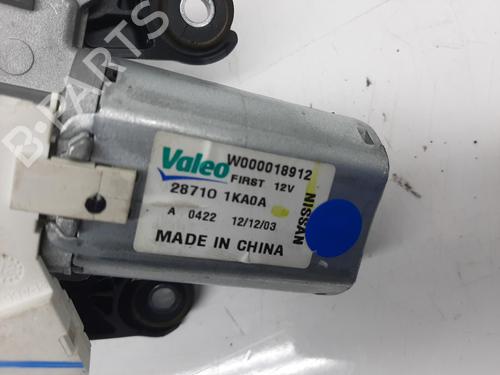 Valeo W000018912
FIRST 12V
28710 1KA0A
A 0422 12/12/03
MADE IN CHINA
NISSAN
B-PARTS